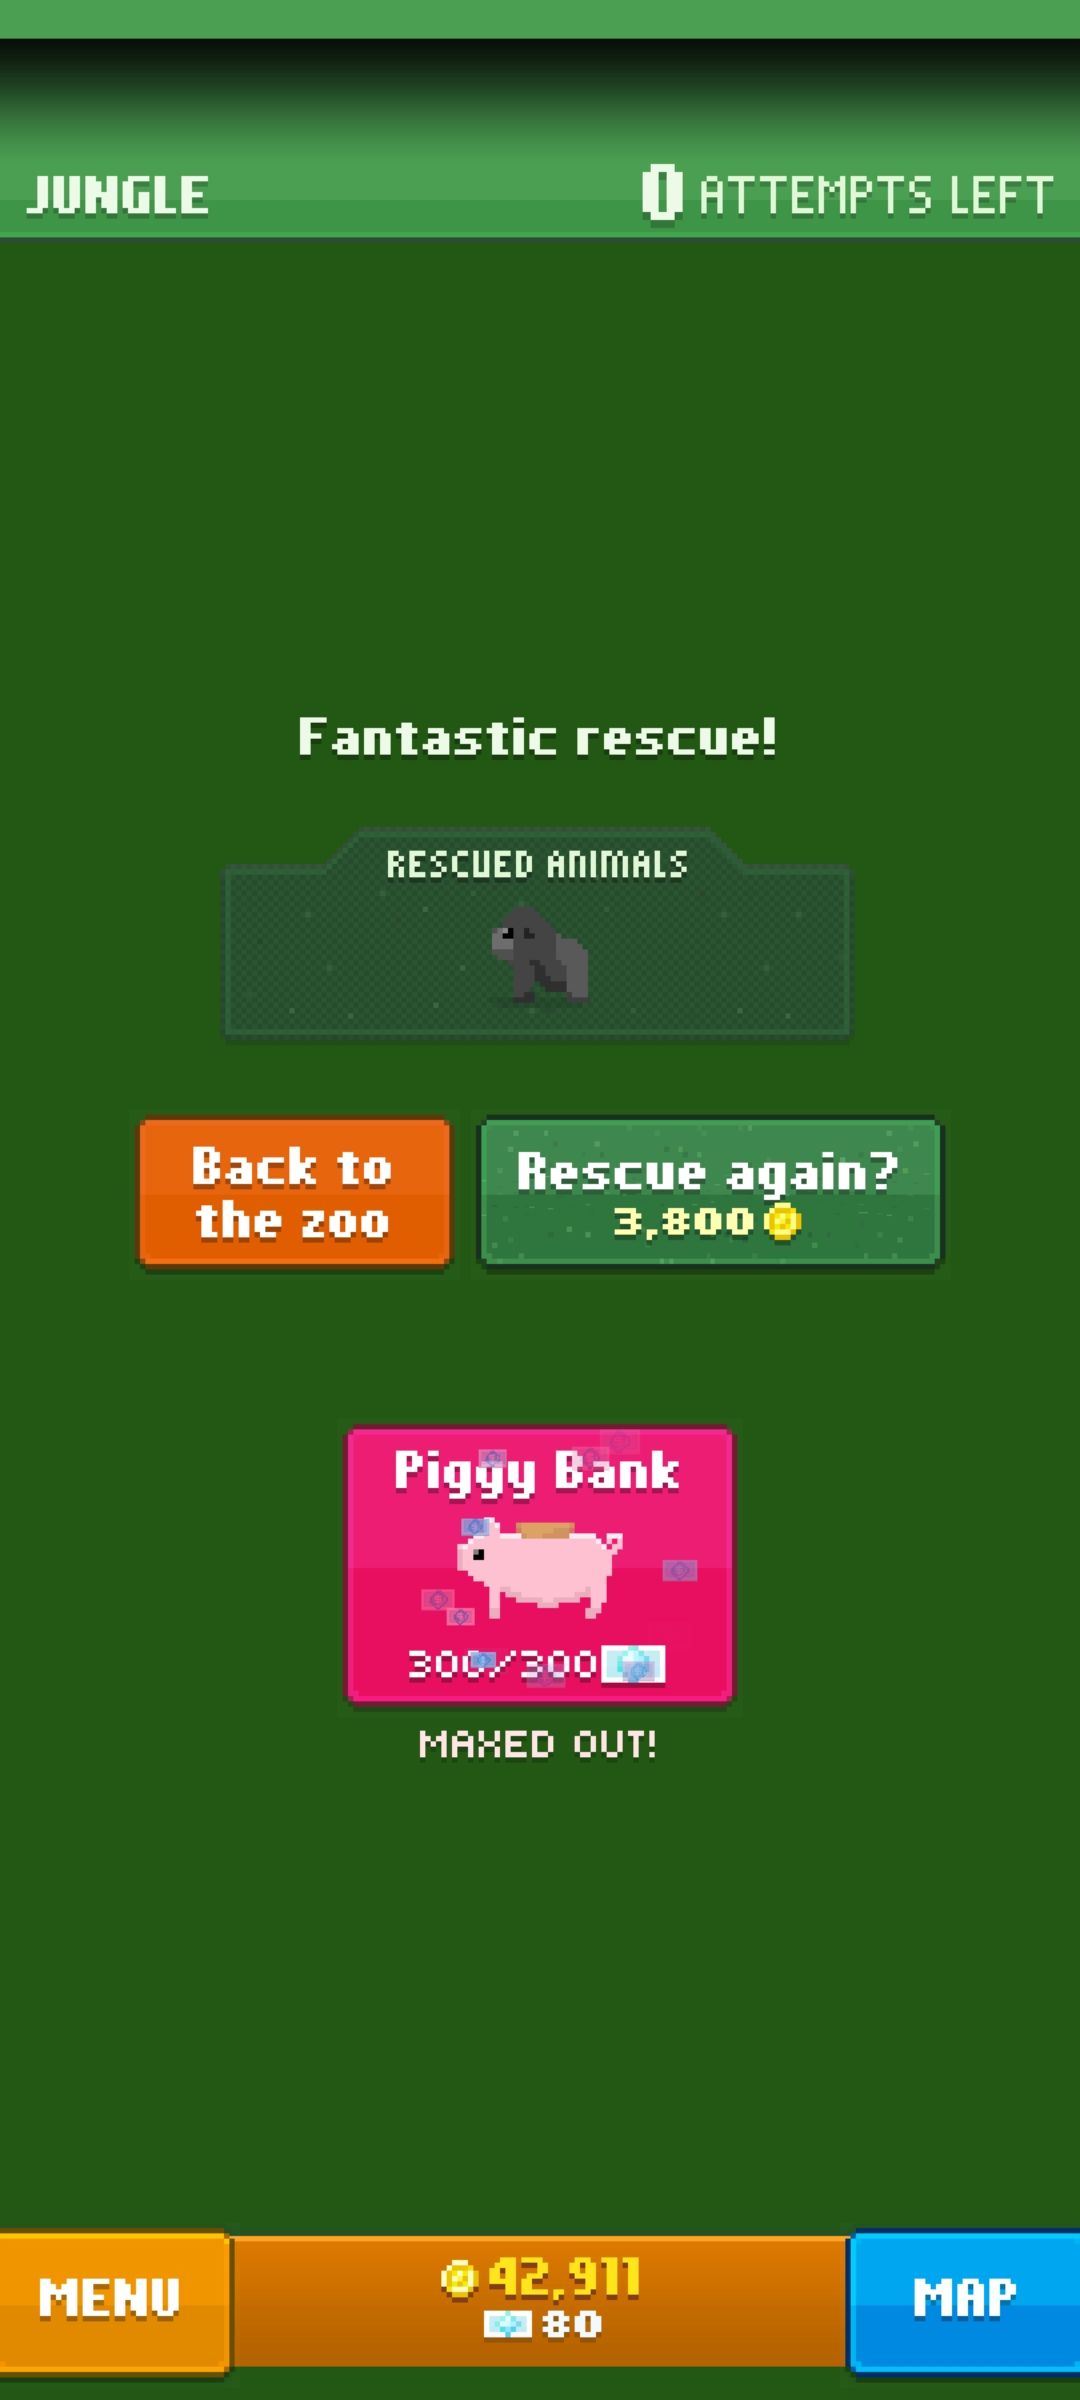 JUNGLE
0 ATTEMPTS LEFT
Fantastic rescue!
RESCUED ANIMALS
Back to
the zoo
Rescue again?
3,800
Piggy Bank
300/300
MAXED OUT!
MENU
42,911
80
MAP